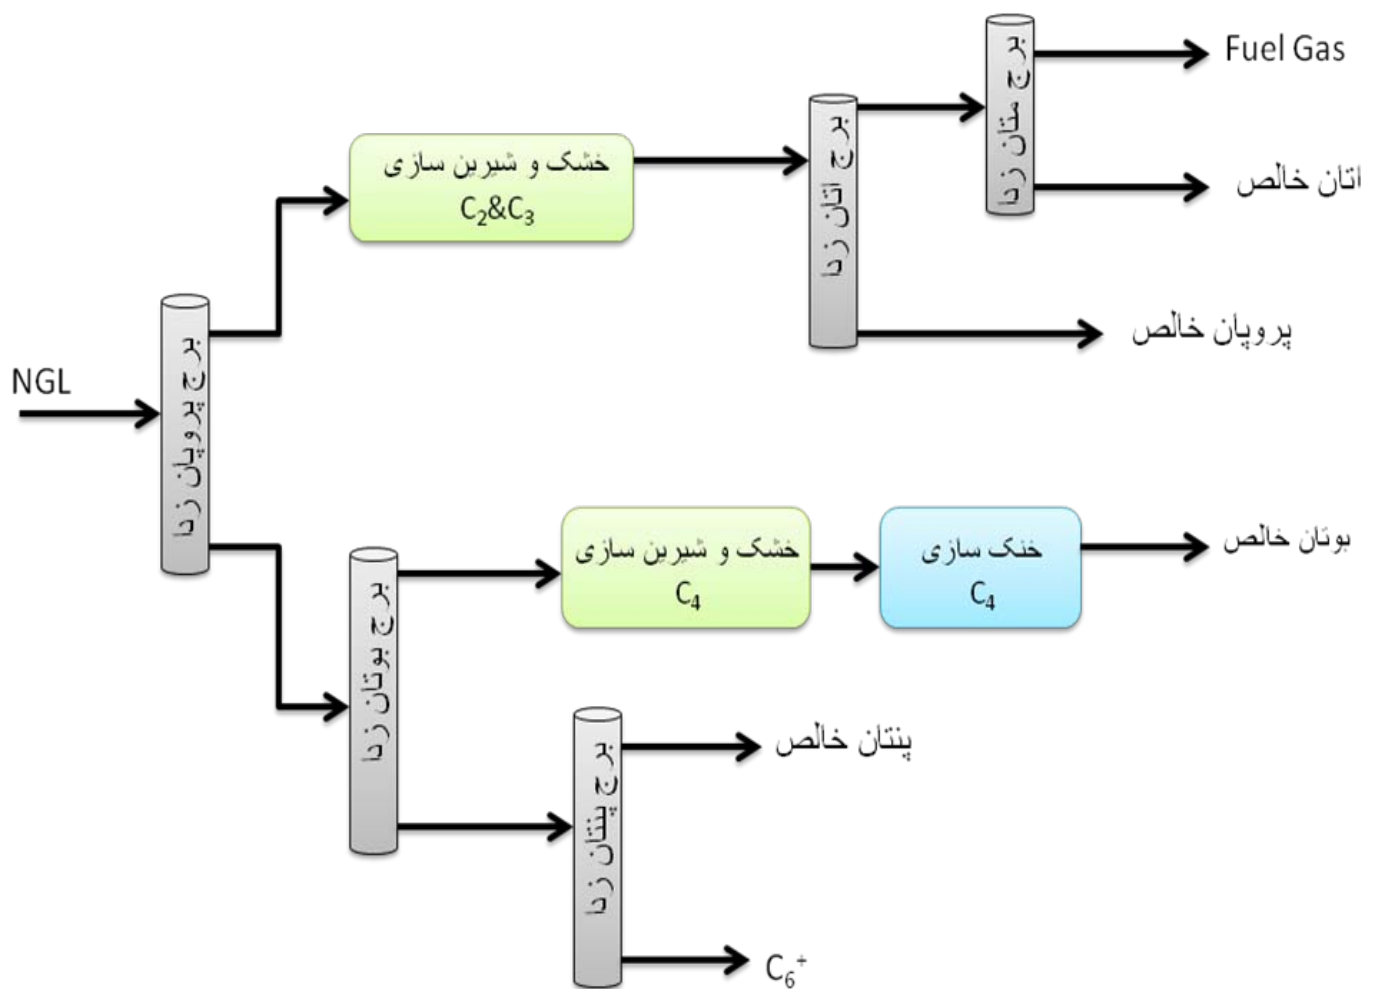 Fuel Gas
برج متان زدا
اتان خالص
برج اتان زدا
خشک و شیرین سازی
C₂&C₃
پروپان خالص
NGL
برج پروپان زدا
خشک و شیرین سازی
C₄
خنک سازی
C₄
بوتان خالص
برج بوتان زدا
پنتان خالص
برج پنتان زدا
C₆⁺